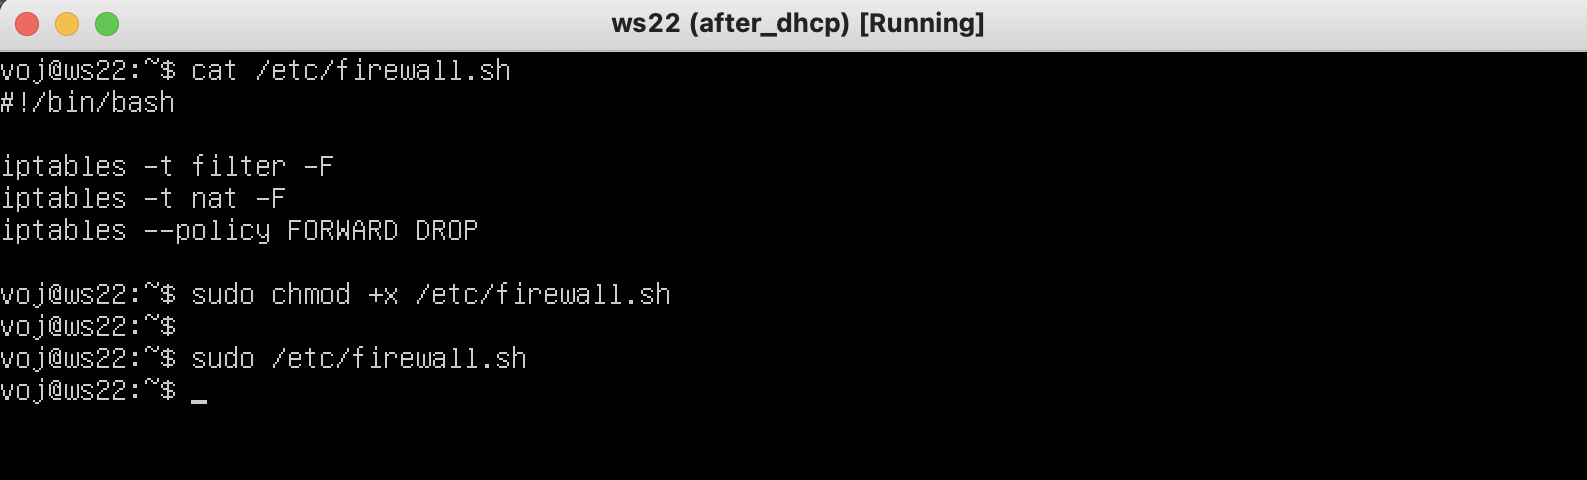 ws22 (after_dhcp) [Running]
voj@ws22:~$ cat /etc/firewall.sh
#!/bin/bash
iptables -t filter -F
iptables -t nat -F
iptables --policy FORWARD DROP
voj@ws22:~$ sudo chmod +x /etc/firewall.sh
voj@ws22:~$
voj@ws22:~$ sudo /etc/firewall.sh
voj@ws22:~$ _